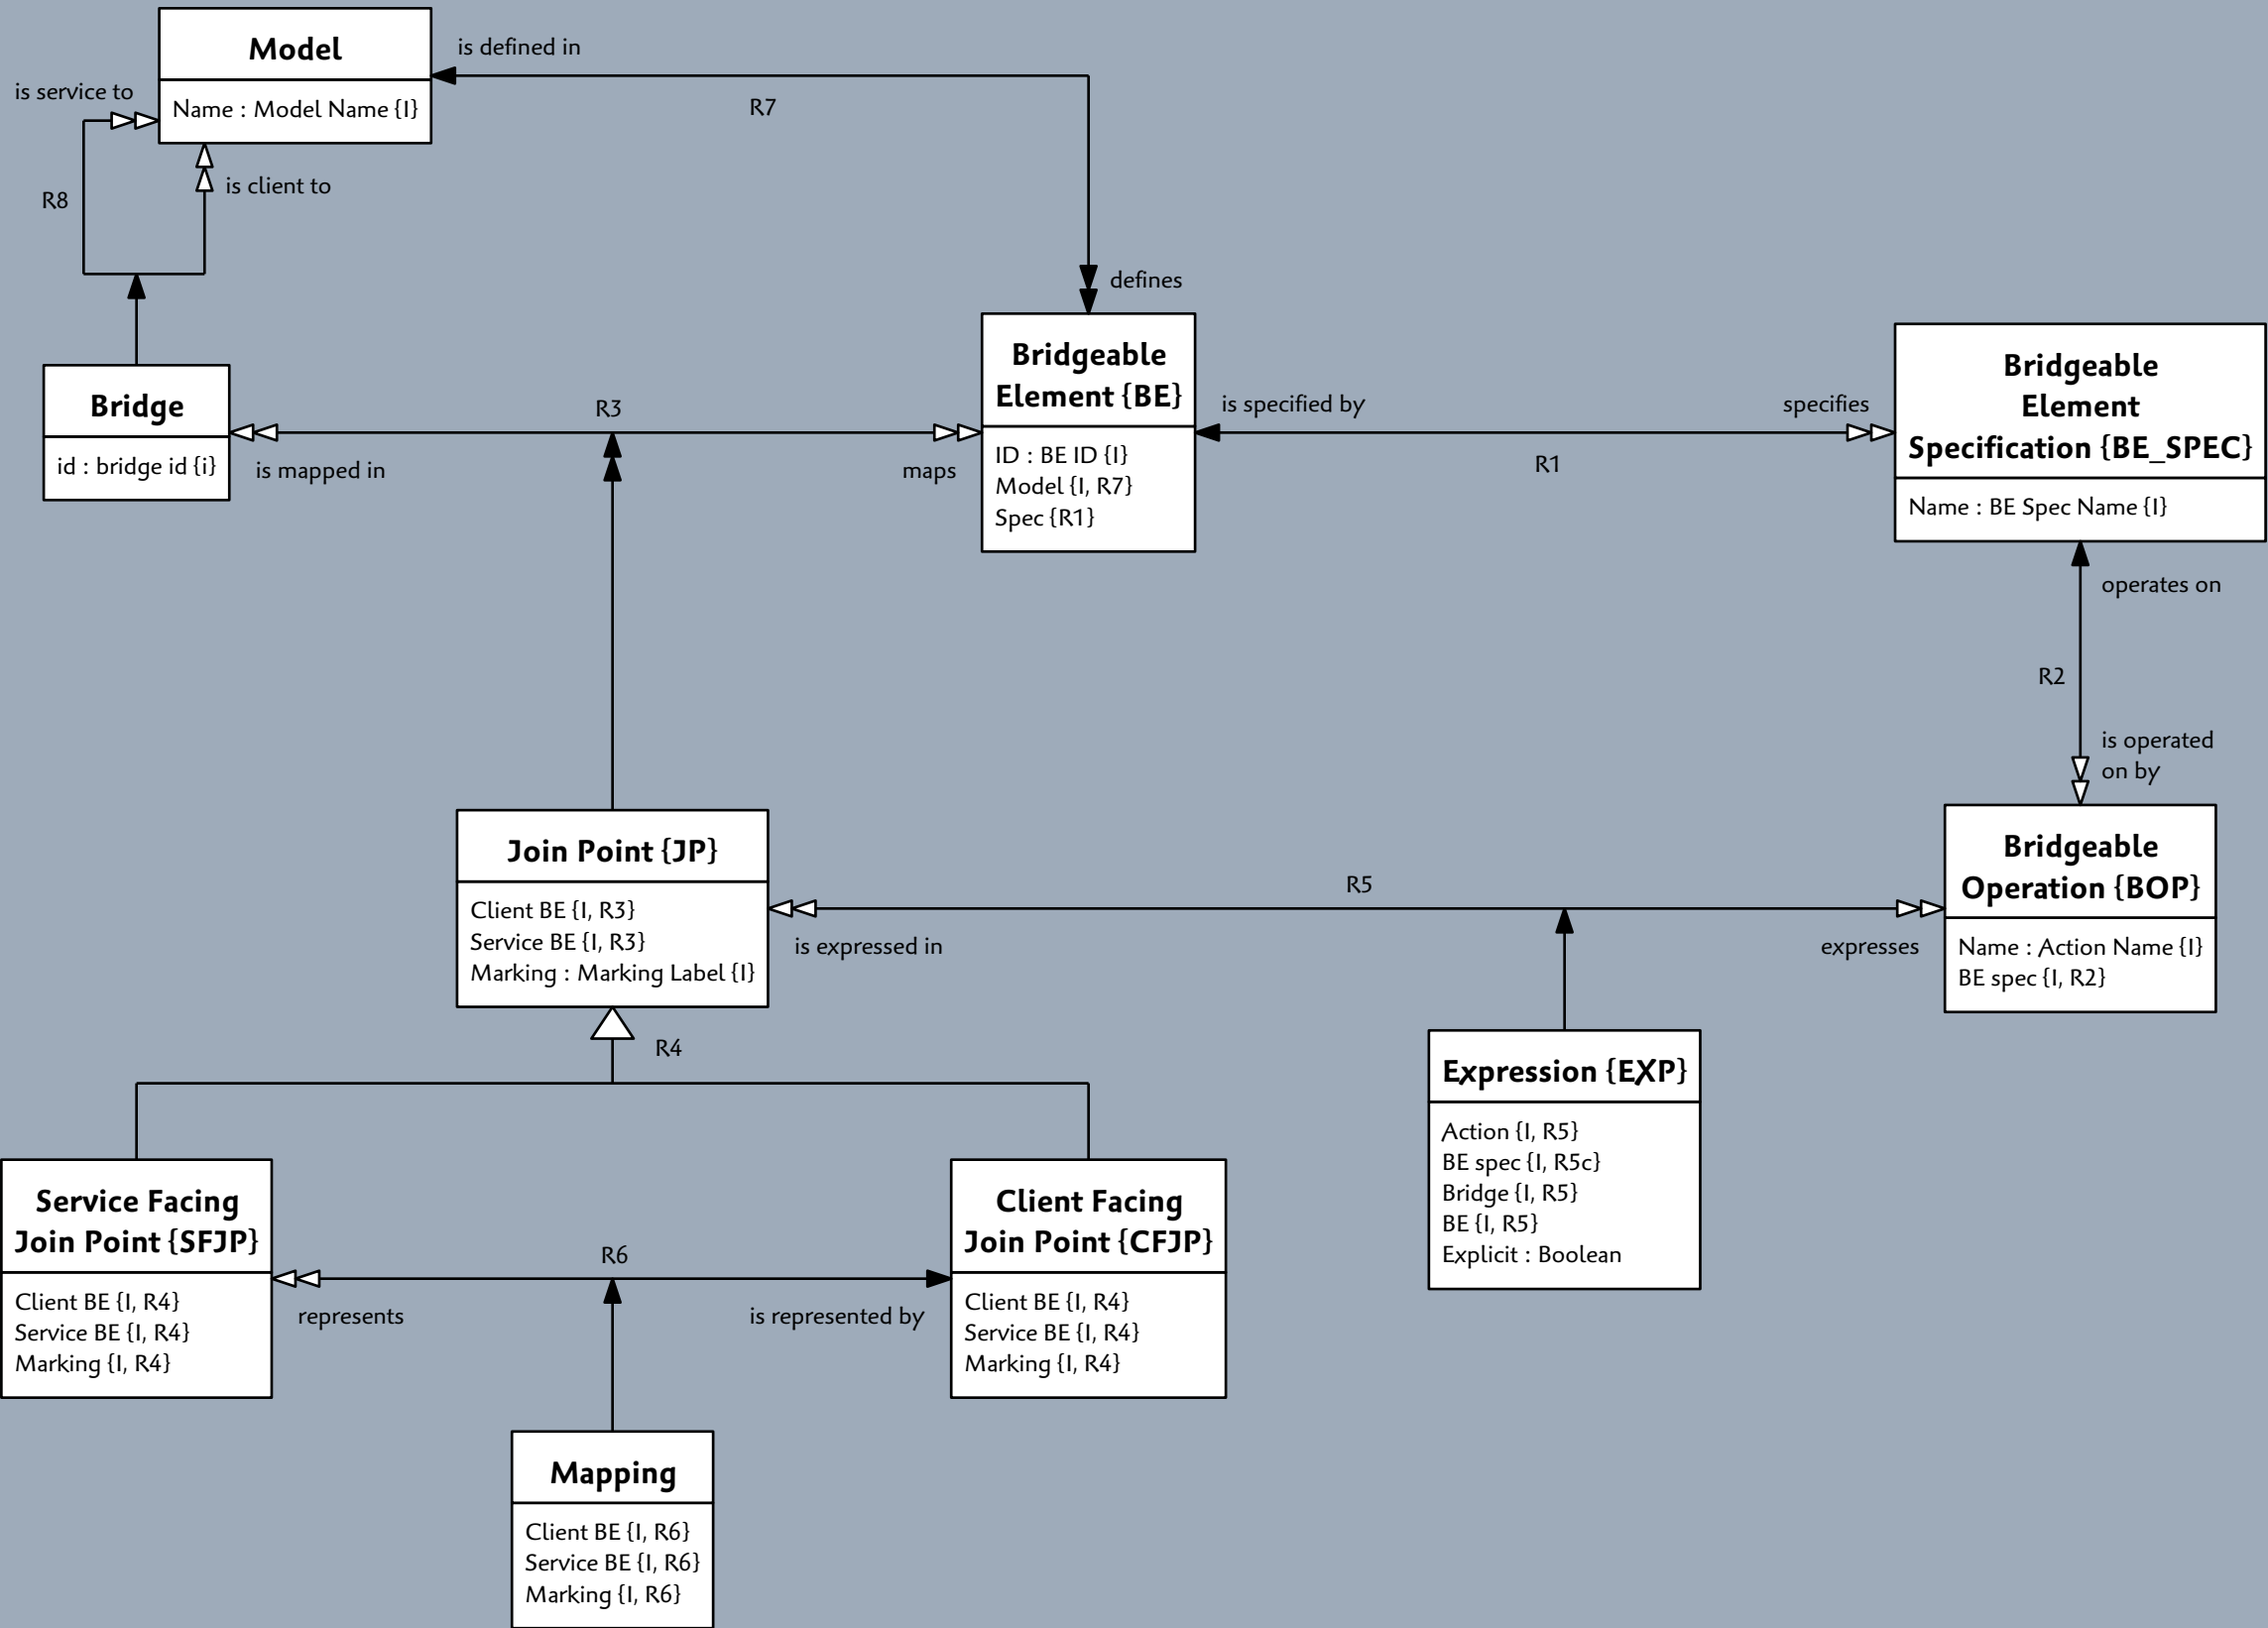 Model
Name : Model Name {I}
is defined in
R7
is service to
is client to
R8
defines
Bridge
id : bridge id {i}
R3
is mapped in
maps
Bridgeable
Element {BE}
ID : BE ID {I}
Model {I, R7}
Spec {R1}
is specified by
specifies
R1
Bridgeable
Element
Specification {BE_SPEC}
Name : BE Spec Name {I}
operates on
R2
is operated
on by
Join Point {JP}
Client BE {I, R3}
Service BE {I, R3}
Marking : Marking Label {I}
R5
is expressed in
expresses
Bridgeable
Operation {BOP}
Name : Action Name {I}
BE spec {I, R2}
R4
Expression {EXP}
Action {I, R5}
BE spec {I, R5c}
Bridge {I, R5}
BE {I, R5}
Explicit : Boolean
Service Facing
Join Point {SFJP}
Client BE {I, R4}
Service BE {I, R4}
Marking {I, R4}
R6
represents
is represented by
Client Facing
Join Point {CFJP}
Client BE {I, R4}
Service BE {I, R4}
Marking {I, R4}
Mapping
Client BE {I, R6}
Service BE {I, R6}
Marking {I, R6}